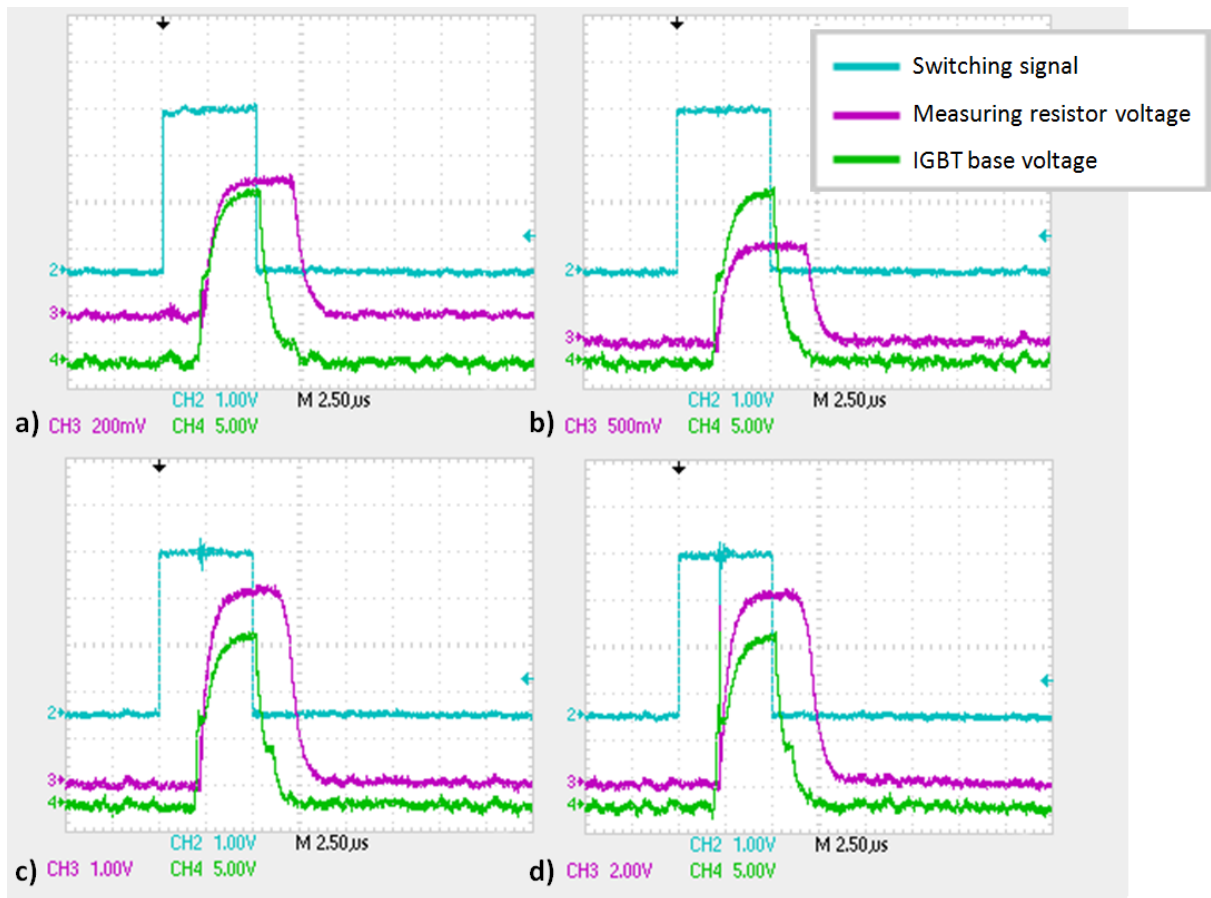 Switching signal
Measuring resistor voltage
IGBT base voltage
2
3
4
CH2 1.00V M 2.50µs
a) CH3 200mV CH4 5.00V
2
3
4
CH2 1.00V M 2.50µs
b) CH3 500mV CH4 5.00V
2
3
4
CH2 1.00V M 2.50µs
c) CH3 1.00V CH4 5.00V
2
3
4
CH2 1.00V M 2.50µs
d) CH3 2.00V CH4 5.00V